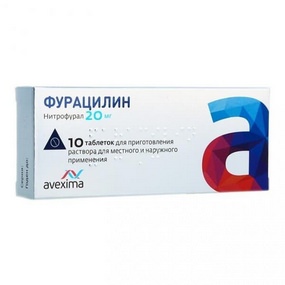 ФУРАЦИЛИН
Нитрофурал 20 мг
10 таблеток для приготовления
раствора для местного и наружного
применения
avexima